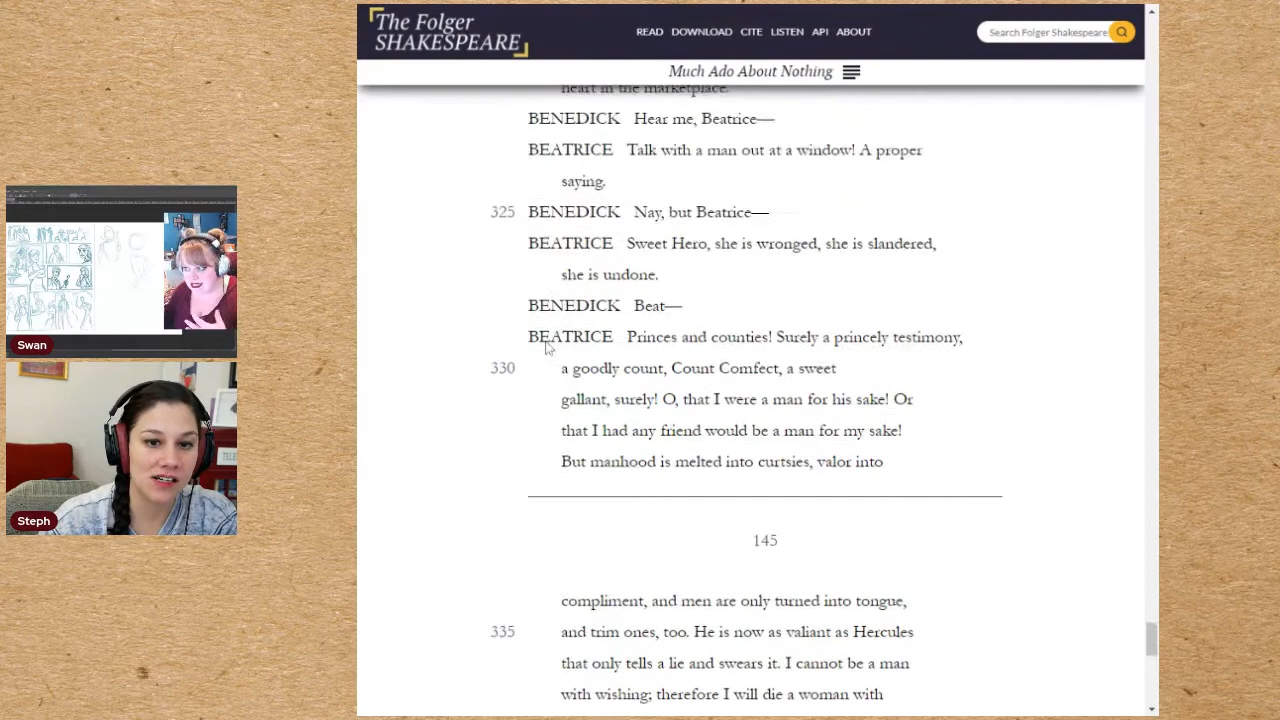 The Folger
SHAKESPEARE
READ DOWNLOAD CITE LISTEN API ABOUT
Search Folger Shakespeare
Much Ado About Nothing
heart in the marketplace.
BENEDICK Hear me, Beatrice—
BEATRICE Talk with a man out at a window! A proper
saying.
325 BENEDICK Nay, but Beatrice—
BEATRICE Sweet Hero, she is wronged, she is slandered,
she is undone.
BENEDICK Beat—
BEATRICE Princes and counties! Surely a princely testimony,
330 a goodly count, Count Comfect, a sweet
gallant, surely! O, that I were a man for his sake! Or
that I had any friend would be a man for my sake!
But manhood is melted into curtsies, valor into
145
compliment, and men are only turned into tongue,
335 and trim ones, too. He is now as valiant as Hercules
that only tells a lie and swears it. I cannot be a man
with wishing; therefore I will die a woman with
Swan
Steph